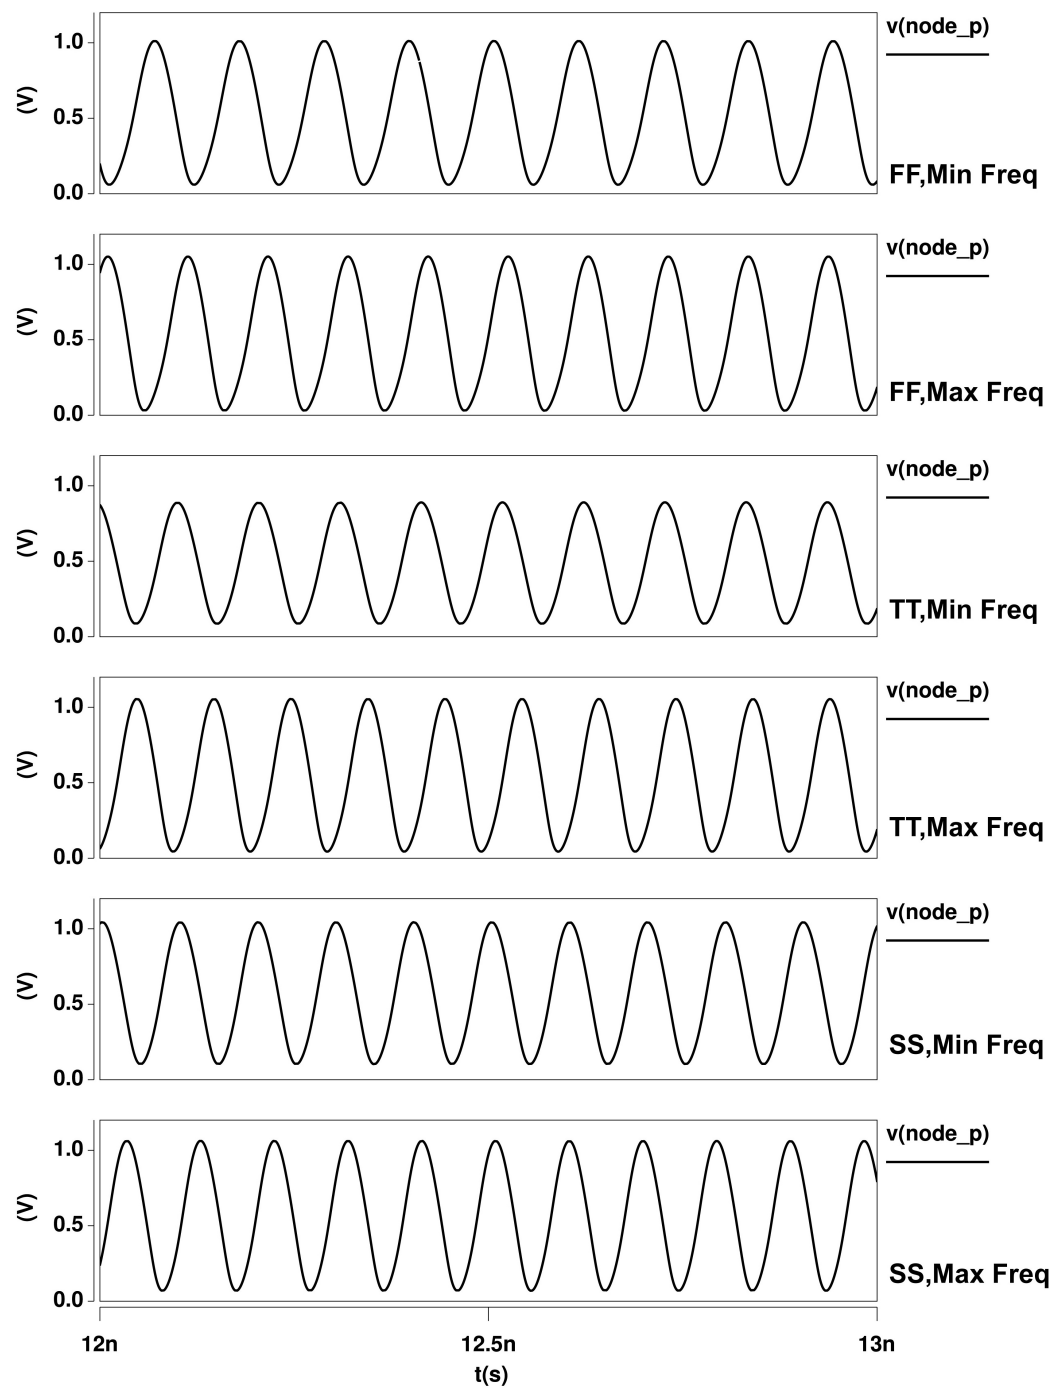 v(node_p)
1.0
0.5
0.0
(V)
FF,Min Freq
v(node_p)
1.0
0.5
0.0
(V)
FF,Max Freq
v(node_p)
1.0
0.5
0.0
(V)
TT,Min Freq
v(node_p)
1.0
0.5
0.0
(V)
TT,Max Freq
v(node_p)
1.0
0.5
0.0
(V)
SS,Min Freq
v(node_p)
1.0
0.5
0.0
(V)
SS,Max Freq
12n 12.5n 13n
t(s)